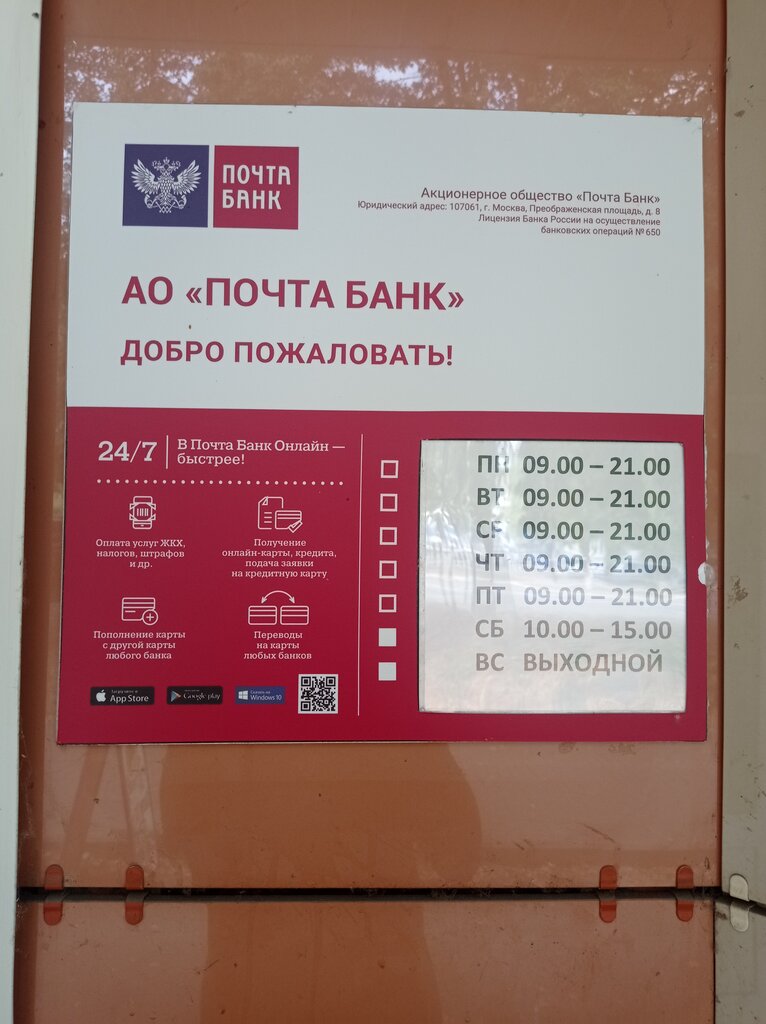 ПОЧТА
БАНК
Акционерное общество «Почта Банк»
Юридический адрес: 107061, г. Москва, Преображенская площадь, д. 8
Лицензия Банка России на осуществление
банковских операций №650
АО «ПОЧТА БАНК»
ДОБРО ПОЖАЛОВАТЬ!
24/7
В Почта Банк Онлайн —
быстрее!
Оплата услуг ЖКХ,
налогов, штрафов
и др.
Получение
онлайн-карты, кредита,
подача заявки
на кредитную карту
Пополнение карты
с другой карты
любого банка
Переводы
на карты
любых банков
Загрузите в
App Store
Google play
Скачать на
Windows 10
ПН 09.00 – 21.00
ВТ 09.00 – 21.00
СР 09.00 – 21.00
ЧТ 09.00 – 21.00
ПТ 09.00 – 21.00
СБ 10.00 – 15.00
ВС ВЫХОДНОЙ